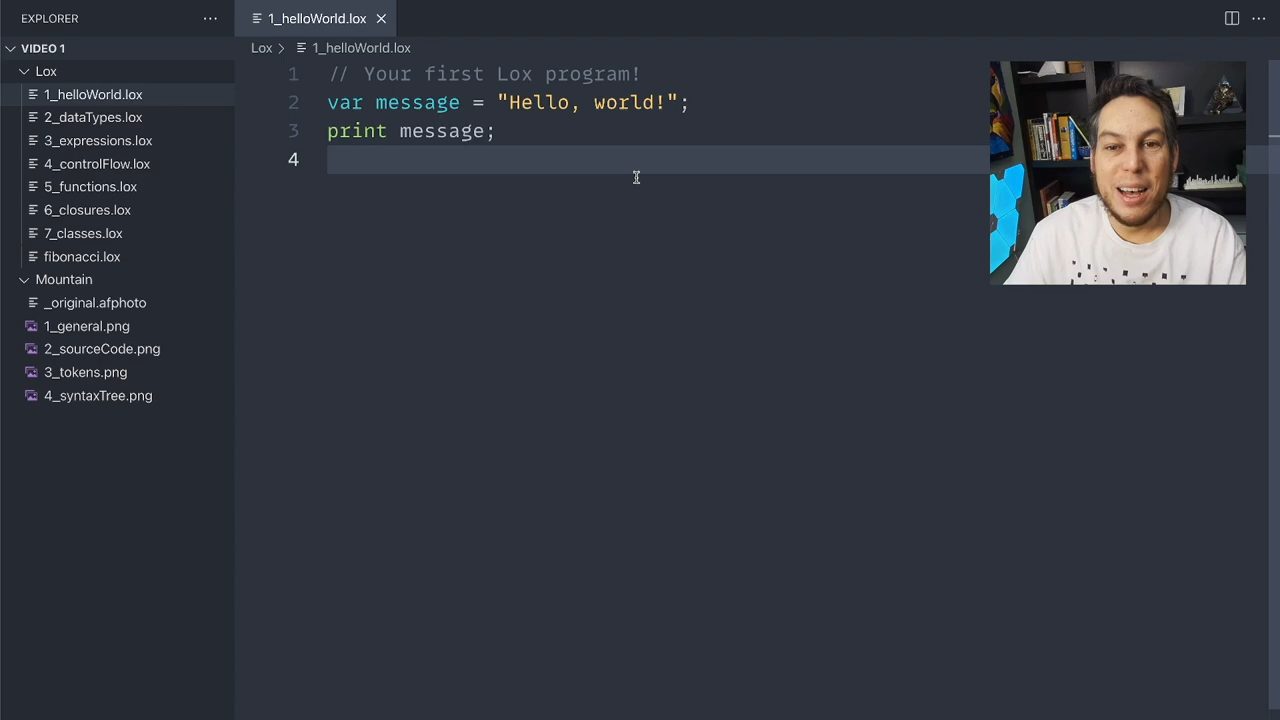 EXPLORER
VIDEO 1
Lox
1_helloWorld.lox
2_dataTypes.lox
3_expressions.lox
4_controlFlow.lox
5_functions.lox
6_closures.lox
7_classes.lox
fibonacci.lox
Mountain
_original.afphoto
1_general.png
2_sourceCode.png
3_tokens.png
4_syntaxTree.png
1_helloWorld.lox
Lox > 1_helloWorld.lox
1 // Your first Lox program!
2 var message = "Hello, world!";
3 print message;
4